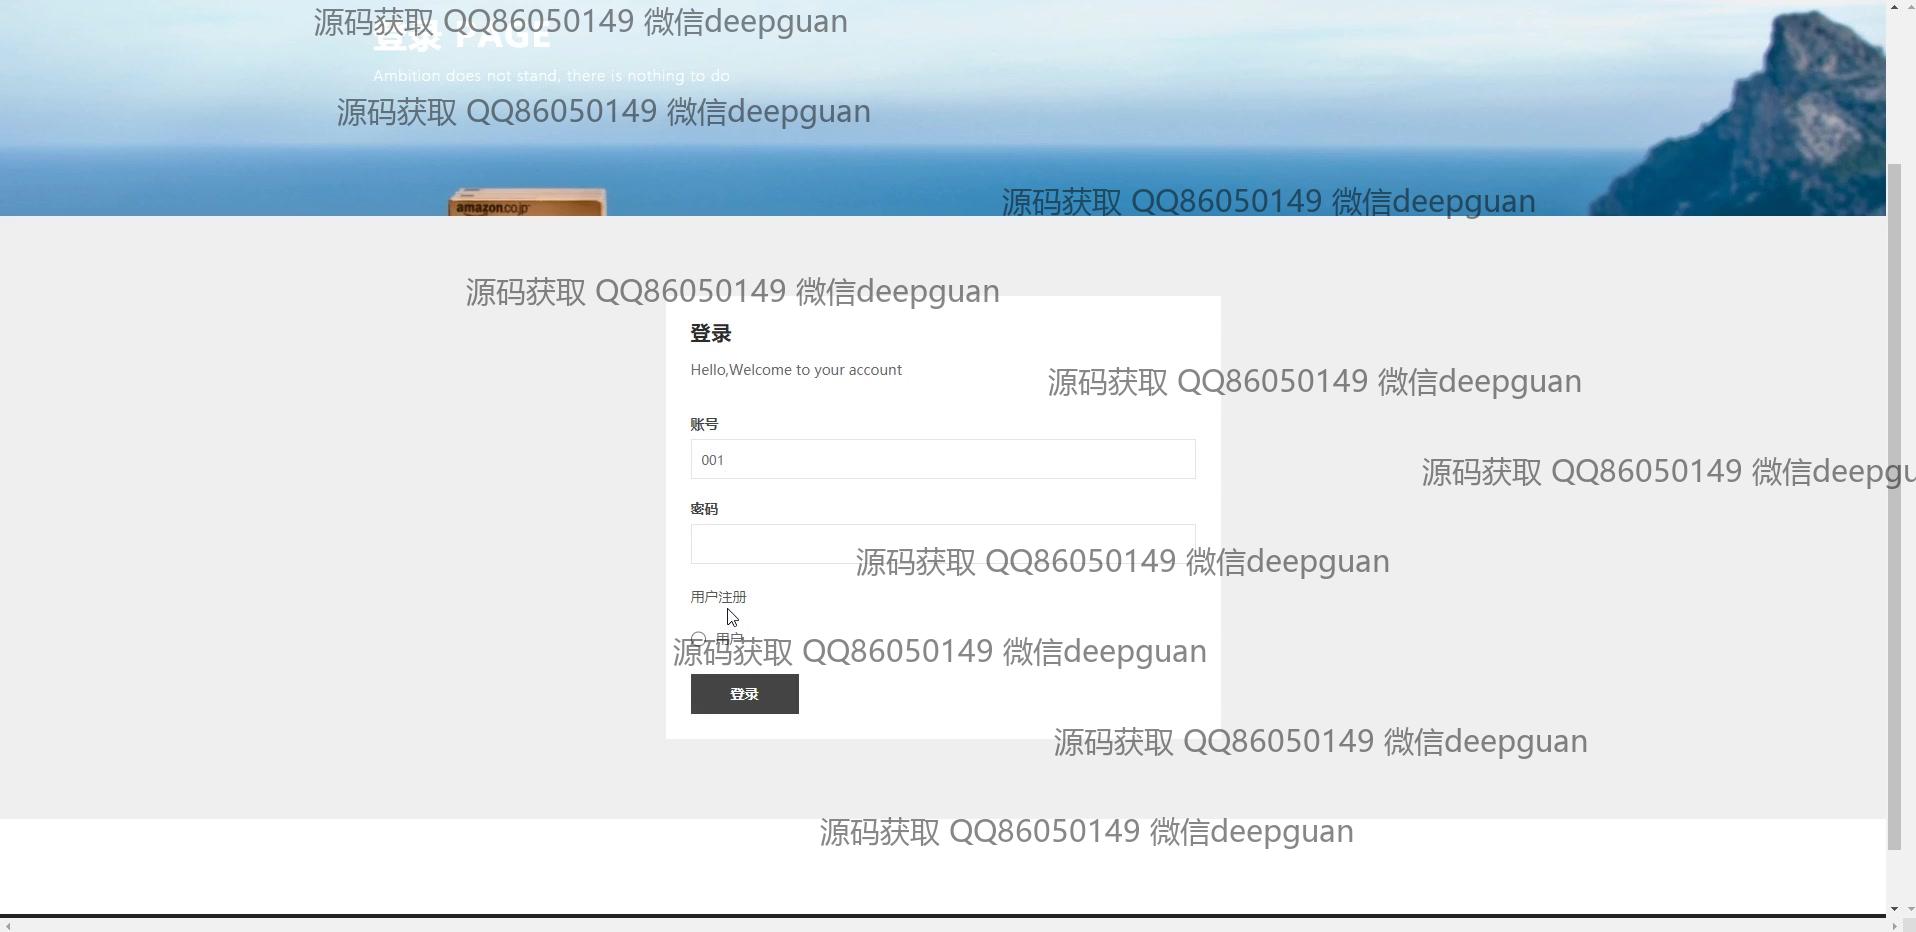 源码获取 QQ86050149 微信deepguan
登录 PAGE
Ambition does not stand, there is nothing to do
源码获取 QQ86050149 微信deepguan
源码获取 QQ86050149 微信deepguan
amazon.co.jp
源码获取 QQ86050149 微信deepguan
登录
Hello,Welcome to your account
源码获取 QQ86050149 微信deepguan
账号
001
源码获取 QQ86050149 微信deepgu
密码
源码获取 QQ86050149 微信deepguan
用户注册
用户
源码获取 QQ86050149 微信deepguan
登录
源码获取 QQ86050149 微信deepguan
源码获取 QQ86050149 微信deepguan